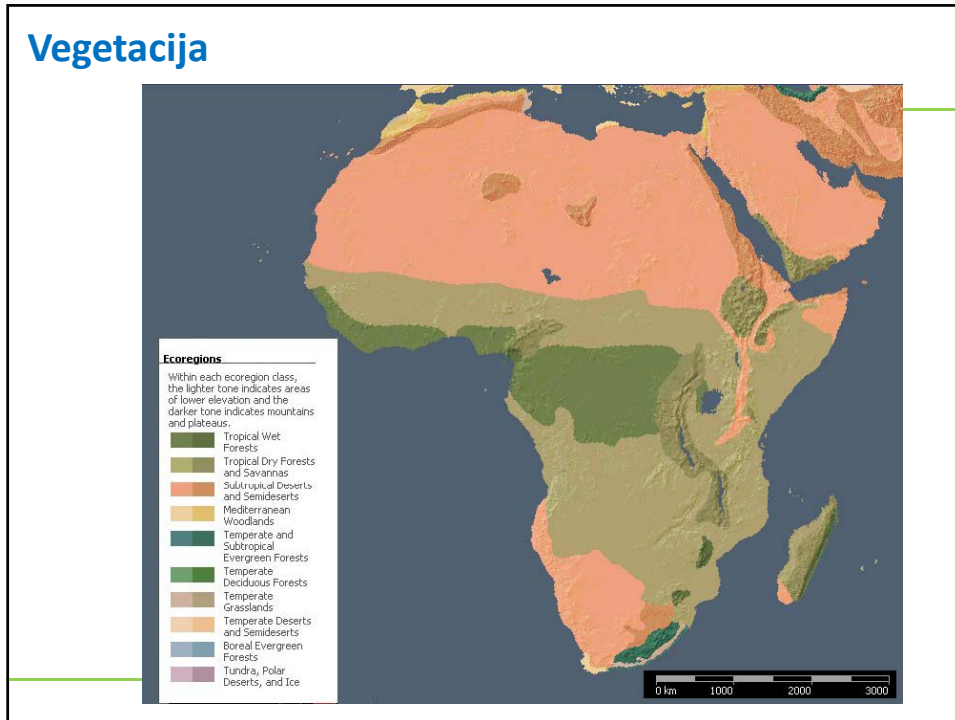 Vegetacija
Ecoregions
Within each ecoregion class,
the lighter tone indicates areas
of lower elevation and the
darker tone indicates mountains
and plateaus.
Tropical Wet
Forests
Tropical Dry Forests
and Savannas
Subtropical Deserts
and Semideserts
Mediterranean
Woodlands
Temperate and
Subtropical
Evergreen Forests
Temperate
Deciduous Forests
Temperate
Grasslands
Temperate Deserts
and Semideserts
Boreal Evergreen
Forests
Tundra, Polar
Deserts, and Ice
0 km 1000 2000 3000